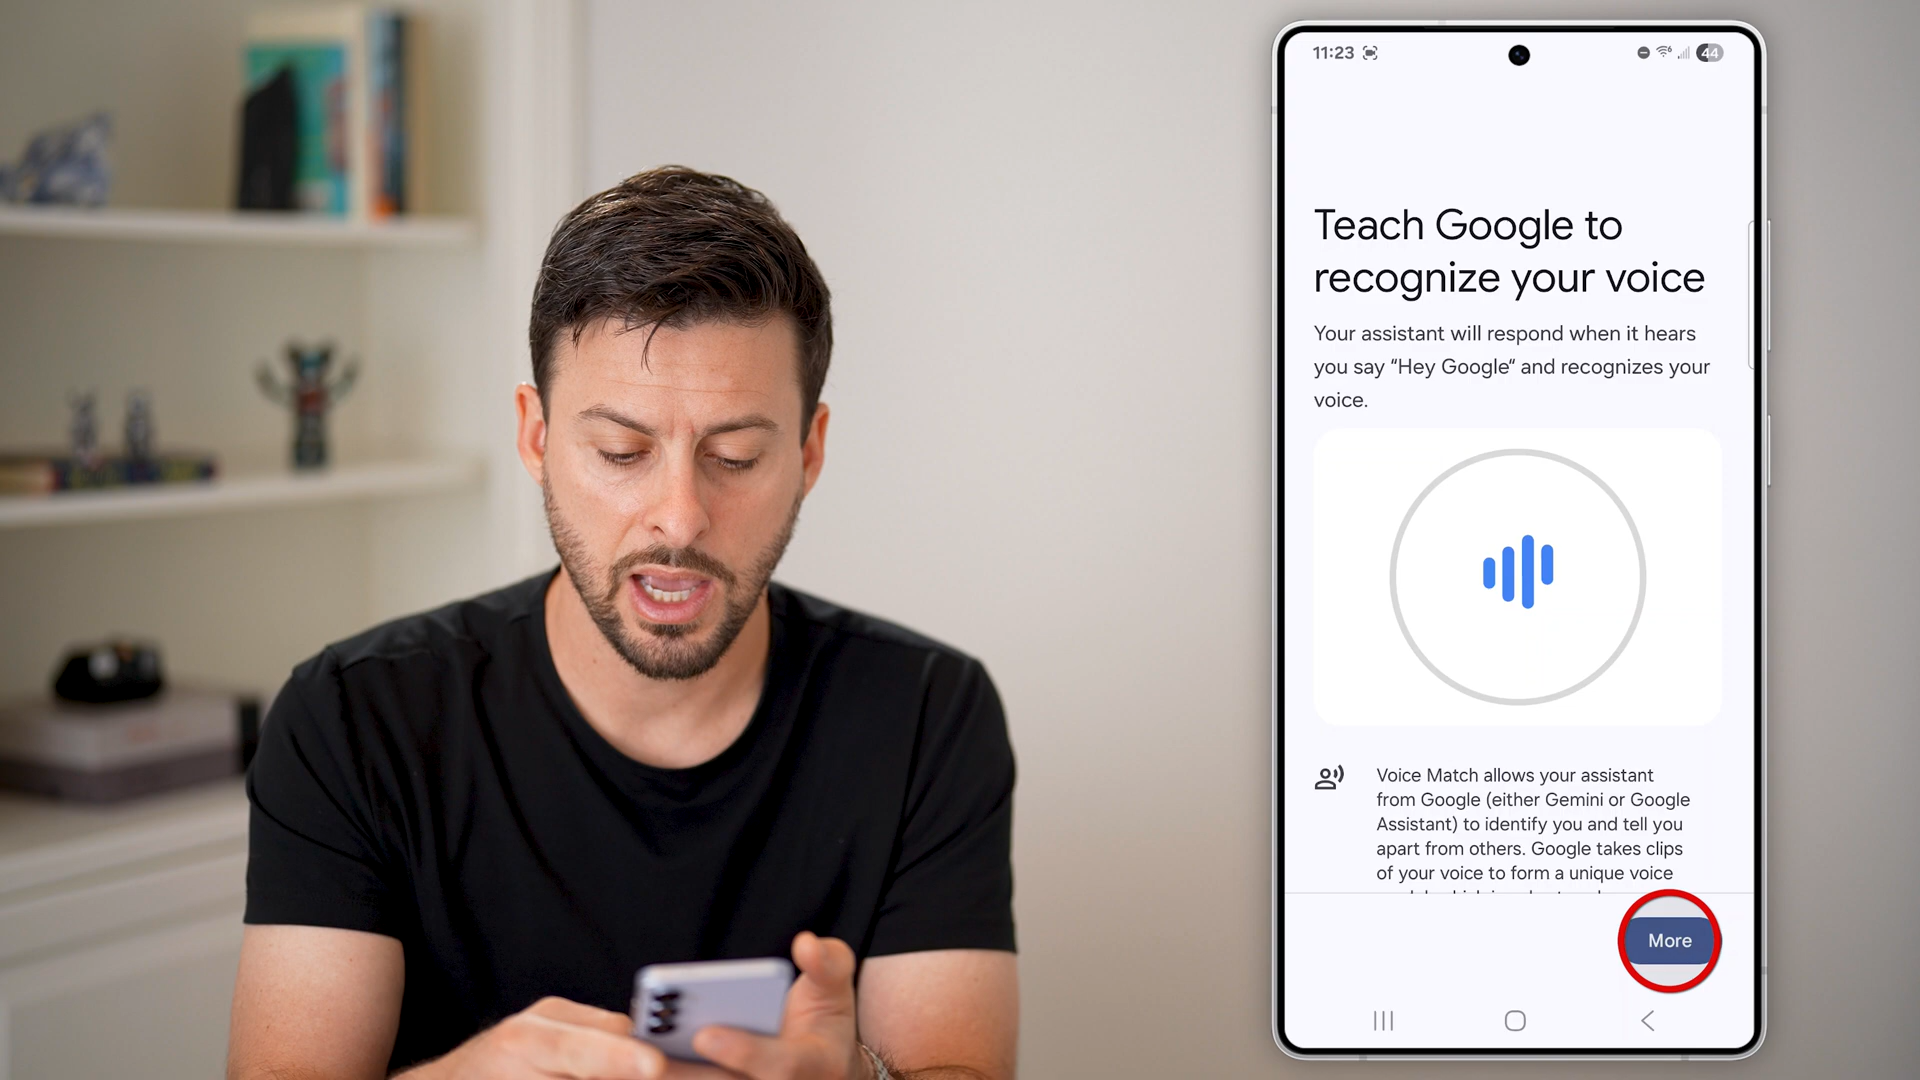 11:23
44
Teach Google to
recognize your voice
Your assistant will respond when it hears
you say “Hey Google“ and recognizes your
voice.
Voice Match allows your assistant
from Google (either Gemini or Google
Assistant) to identify you and tell you
apart from others. Google takes clips
of your voice to form a unique voice
More